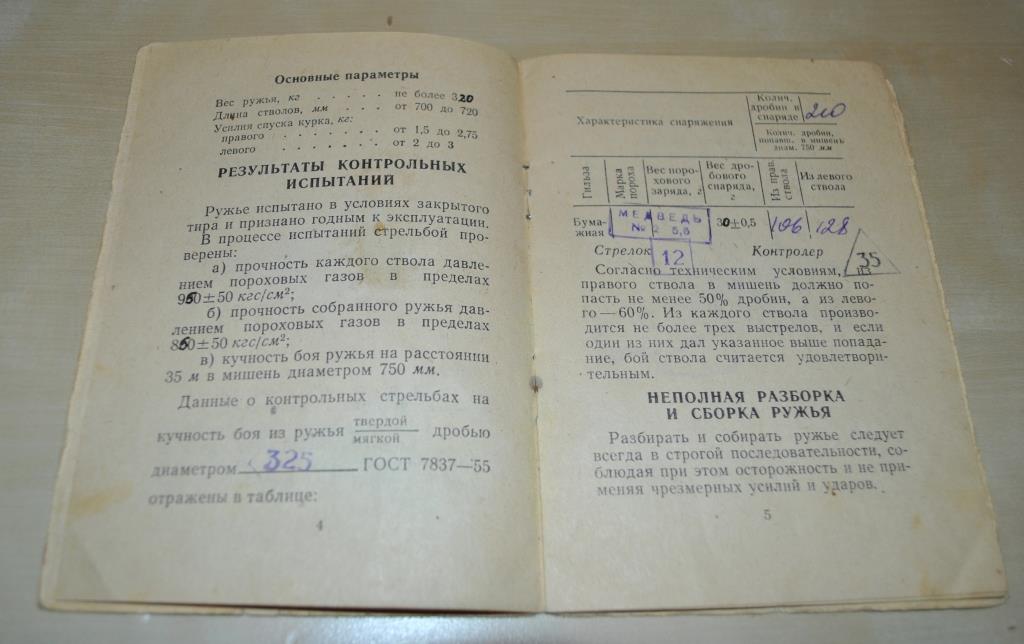 Основные параметры
Вес ружья, кг . . . . . не более 3,20
Длина стволов, мм . . . от 700 до 720
Усилия спуска курка, кг:
правого . . . . . . . от 1,5 до 2,75
левого . . . . . . от 2 до 3
РЕЗУЛЬТАТЫ КОНТРОЛЬНЫХ
ИСПЫТАНИЙ
Ружье испытано в условиях закрытого
тира и признано годным к эксплуатации.
В процессе испытаний стрельбой про-
верены:
а) прочность каждого ствола давле-
нием пороховых газов в пределах
950±50 кгс/см²;
б) прочность собранного ружья дав-
лением пороховых газов в пределах
850±50 кгс/см²;
в) кучность боя ружья на расстоянии
35 м в мишень диаметром 750 мм.
Данные о контрольных стрельбах на
твердой
кучность боя из ружья дробью
мягкой
диаметром 325 ГОСТ 7837—55
отражены в таблице:
4
Характеристика снаряжения
Колич.
дробин в
снаряде
210
Колич. дробин,
попавш. в мишень
диам. 750 мм
Гильза
Марка
пороха
Вес поро-
хового
заряда, г
Вес дро-
бового
снаряда,
г
Из прав.
ствола
Из левого
ствола
Бума-
жная
МЕДВЕДЬ
30±0,5
106
128
Стрелок 12 Контролер 35
Согласно техническим условиям, из
правого ствола в мишень должно по-
пасть не менее 50% дробин, а из лево-
го—60%. Из каждого ствола произво-
дится не более трех выстрелов, и если
один из них дал указанное выше попада-
ние, бой ствола считается удовлетвори-
тельным.
НЕПОЛНАЯ РАЗБОРКА
И СБОРКА РУЖЬЯ
Разбирать и собирать ружье следует
всегда в строгой последовательности, со-
блюдая при этом осторожность и не при-
меняя чрезмерных усилий и ударов.
5